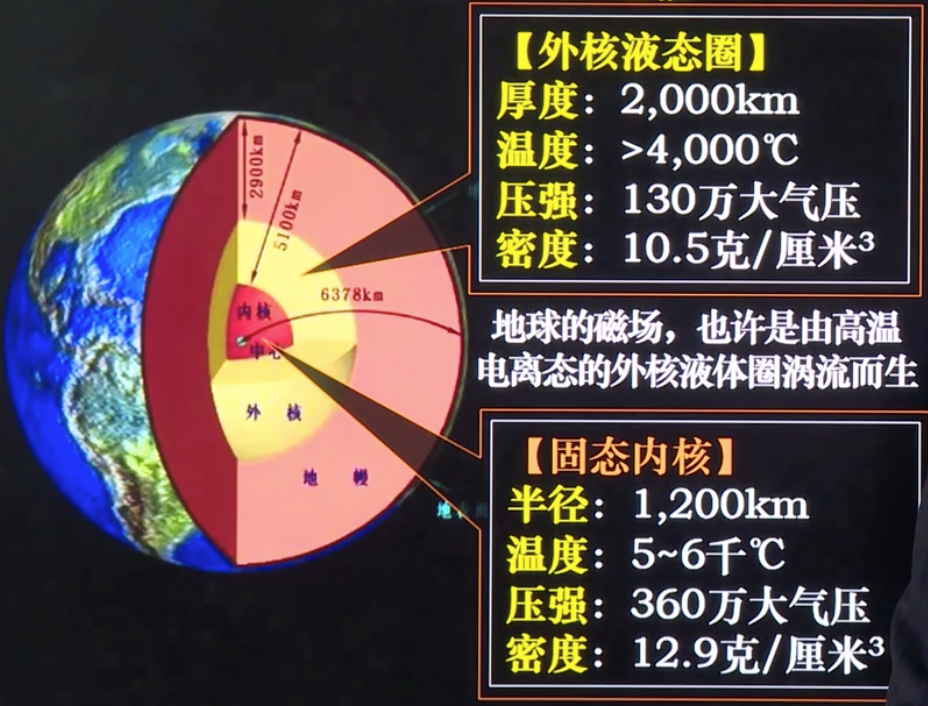 【外核液态圈】
厚度：2,000km
温度：>4,000℃
压强：130万大气压
密度：10.5克/厘米³
2900km
5100km
6378km
内核
中心
外 核
地 幔
地球的磁场，也许是由高温
电离态的外核液体圈涡流而生
【固态内核】
半径：1,200km
温度：5~6千℃
压强：360万大气压
密度：12.9克/厘米³